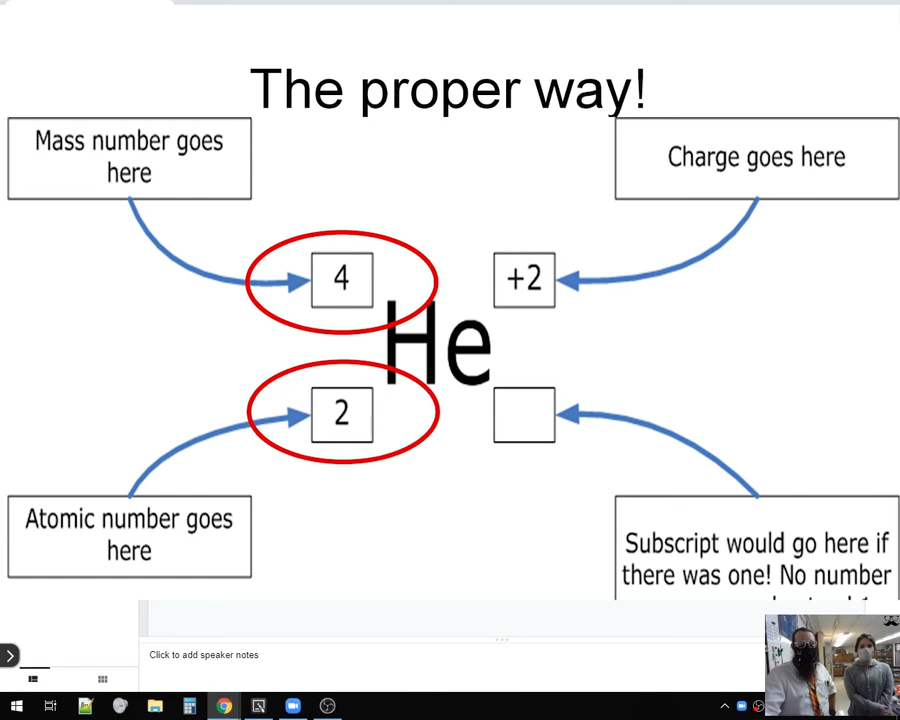 The proper way!
Mass number goes
here
Charge goes here
4
+2
He
2
Atomic number goes
here
Subscript would go here if
there was one! No number
Click to add speaker notes